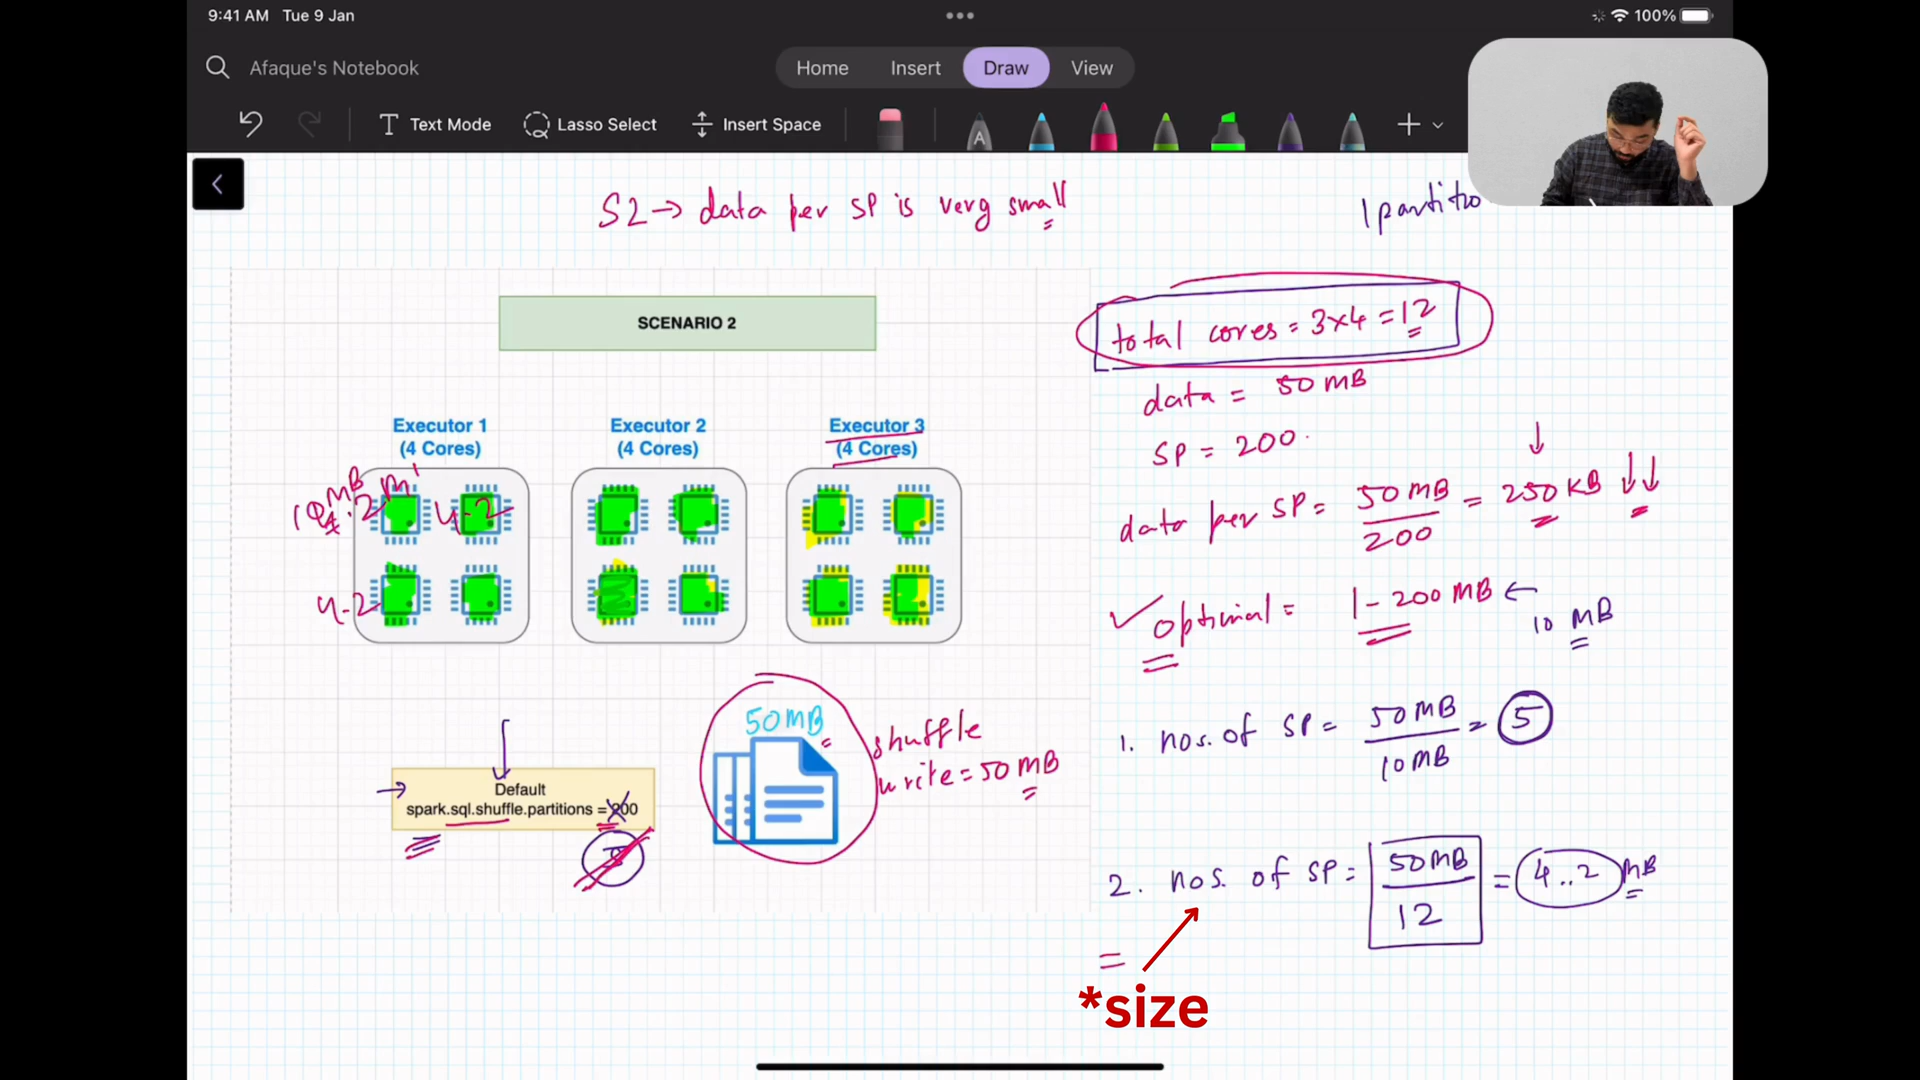 9:41 AM Tue 9 Jan
100%
Afaque's Notebook
Home Insert Draw View
Text Mode Lasso Select Insert Space
A
S2 → data per SP is very small
1 partitio
SCENARIO 2
total cores = 3x4 = 12
data = 50 MB
SP = 200
data per SP = 50 MB / 200 = 250 KB ↓↓
✓ optimal = 1 - 200 MB ←
10 MB
Executor 1
(4 Cores)
Executor 2
(4 Cores)
Executor 3
(4 Cores)
10 MB
4.2
4.2
4.2
50 MB
shuffle
write = 50 MB
Default
spark.sql.shuffle.partitions = 200
5
1. nos. of SP = 50 MB / 10 MB = 5
2. nos. of SP = 50 MB / 12 = 4..2 MB
=
*size